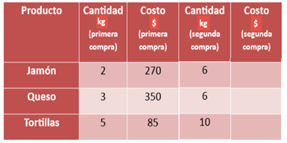 Producto Cantidad kg (primera compra) Costo $ (primera compra) Cantidad kg (segunda compra) Costo $ (segunda compra)
Jamón 2 270 6
Queso 3 350 6
Tortillas 5 85 10